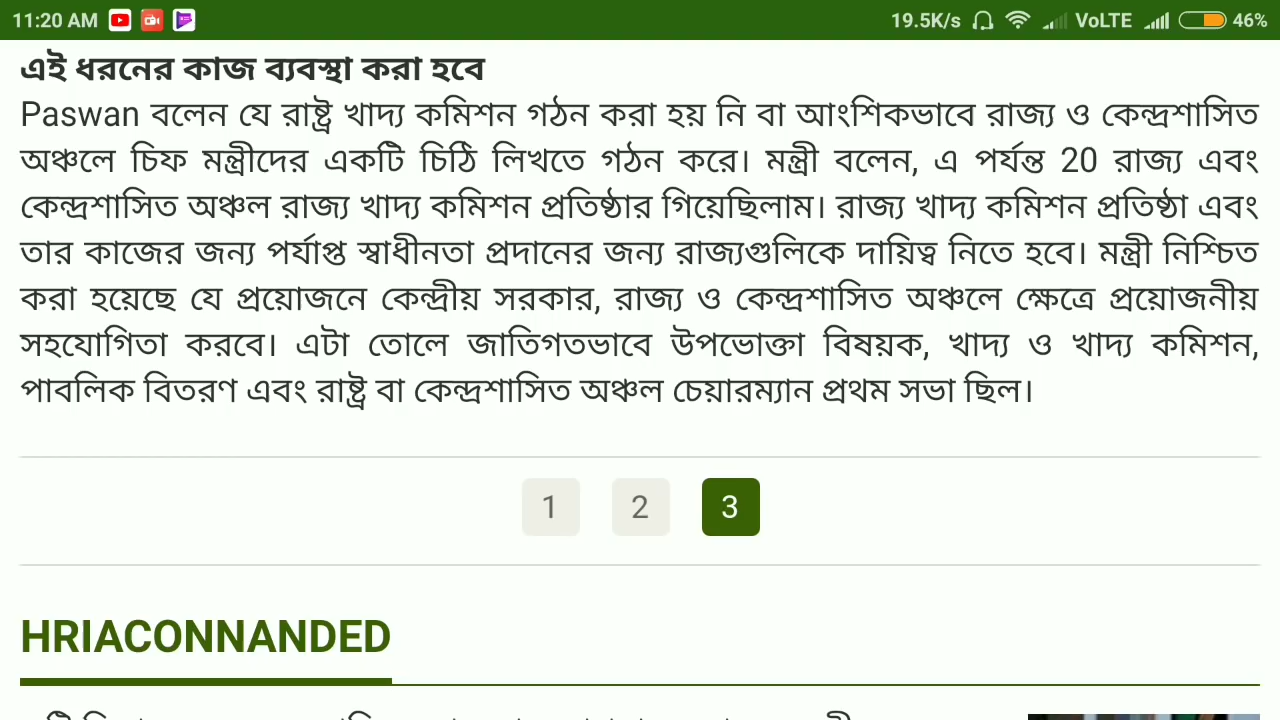 11:20 AM 19.5K/s VoLTE 46%
এই ধরনের কাজ ব্যবস্থা করা হবে
Paswan বলেন যে রাষ্ট্র খাদ্য কমিশন গঠন করা হয় নি বা আংশিকভাবে রাজ্য ও কেন্দ্রশাসিত
অঞ্চলে চিফ মন্ত্রীদের একটি চিঠি লিখতে গঠন করে। মন্ত্রী বলেন, এ পর্যন্ত 20 রাজ্য এবং
কেন্দ্রশাসিত অঞ্চল রাজ্য খাদ্য কমিশন প্রতিষ্ঠার গিয়েছিলাম। রাজ্য খাদ্য কমিশন প্রতিষ্ঠা এবং
তার কাজের জন্য পর্যাপ্ত স্বাধীনতা প্রদানের জন্য রাজ্যগুলিকে দায়িত্ব নিতে হবে। মন্ত্রী নিশ্চিত
করা হয়েছে যে প্রয়োজনে কেন্দ্রীয় সরকার, রাজ্য ও কেন্দ্রশাসিত অঞ্চলে ক্ষেত্রে প্রয়োজনীয়
সহযোগিতা করবে। এটা তোলে জাতিগতভাবে উপভোক্তা বিষয়ক, খাদ্য ও খাদ্য কমিশন,
পাবলিক বিতরণ এবং রাষ্ট্র বা কেন্দ্রশাসিত অঞ্চল চেয়ারম্যান প্রথম সভা ছিল।
1 2 3
HRIACONNANDED